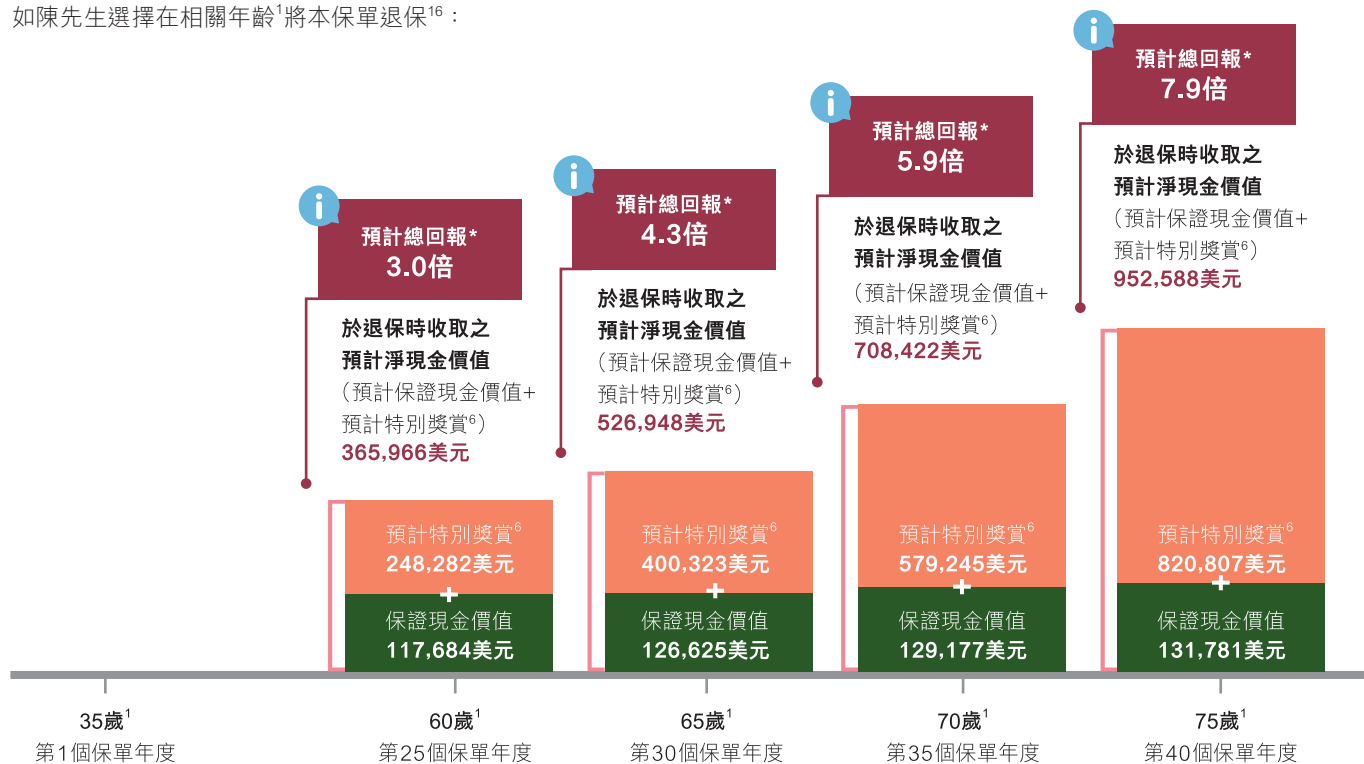 如陳先生選擇在相關年齡¹將本保單退保¹⁶：
預計總回報*
3.0倍
於退保時收取之
預計淨現金價值
（預計保證現金價值+
預計特別獎賞⁶）
365,966美元
預計特別獎賞⁶
248,282美元
+
保證現金價值
117,684美元
預計總回報*
4.3倍
於退保時收取之
預計淨現金價值
（預計保證現金價值+
預計特別獎賞⁶）
526,948美元
預計特別獎賞⁶
400,323美元
+
保證現金價值
126,625美元
預計總回報*
5.9倍
於退保時收取之
預計淨現金價值
（預計保證現金價值+
預計特別獎賞⁶）
708,422美元
預計特別獎賞⁶
579,245美元
+
保證現金價值
129,177美元
預計總回報*
7.9倍
於退保時收取之
預計淨現金價值
（預計保證現金價值+
預計特別獎賞⁶）
952,588美元
預計特別獎賞⁶
820,807美元
+
保證現金價值
131,781美元
35歲¹
第1個保單年度
60歲¹
第25個保單年度
65歲¹
第30個保單年度
70歲¹
第35個保單年度
75歲¹
第40個保單年度